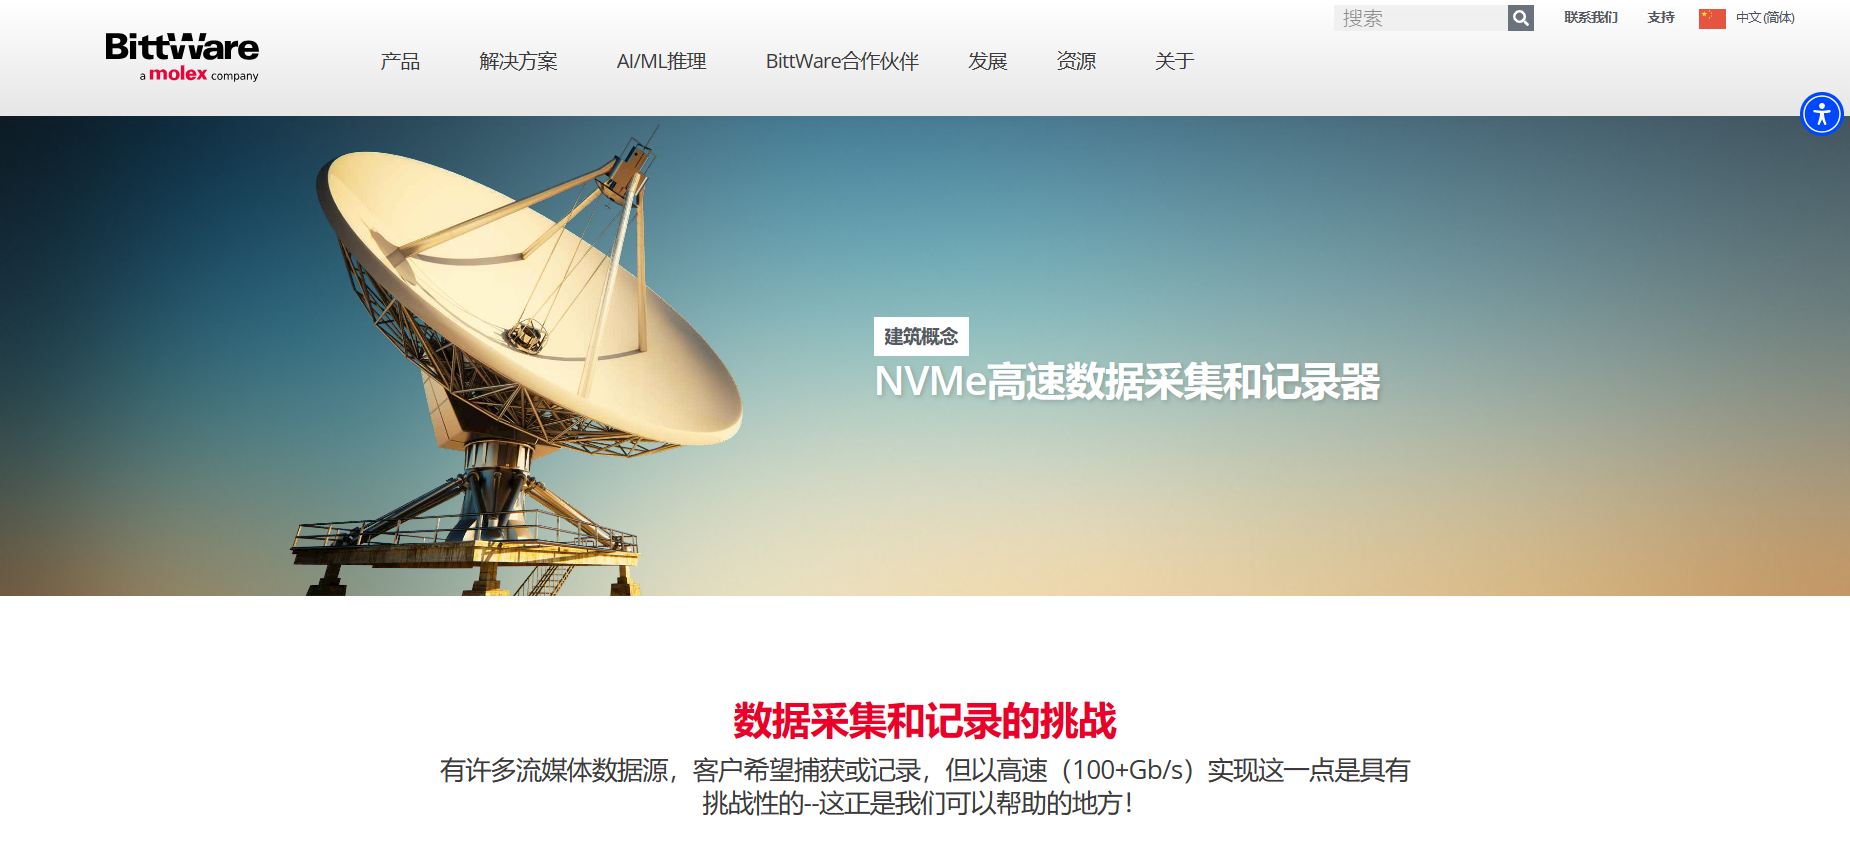 搜索
联系我们
支持
中文 (简体)
BittWare
a molex company
产品
解决方案
AI/ML推理
BittWare合作伙伴
发展
资源
关于
建筑概念
NVMe高速数据采集和记录器
数据采集和记录的挑战
有许多流媒体数据源，客户希望捕获或记录，但以高速（100+Gb/s）实现这一点是具有
挑战性的--这正是我们可以帮助的地方！